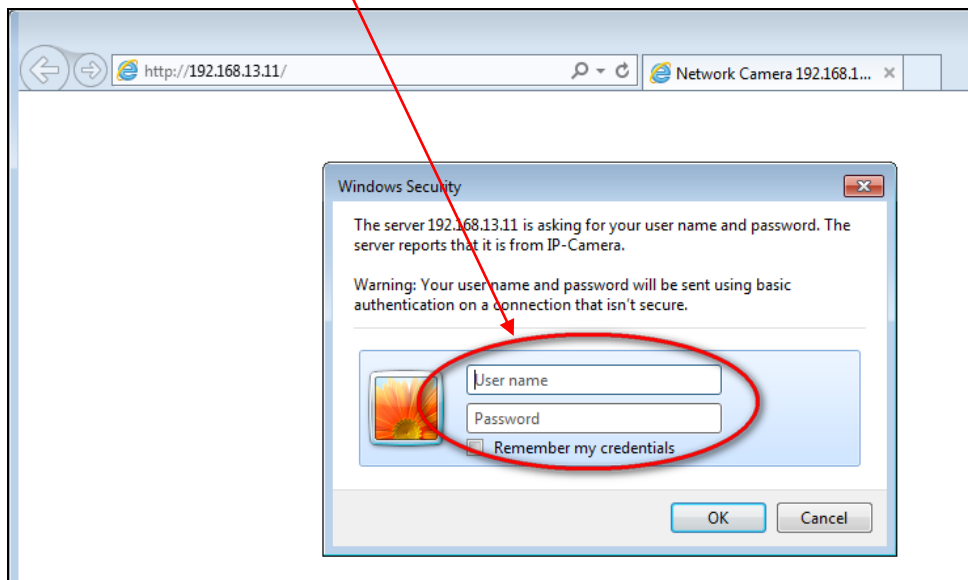 http://192.168.13.11/
Network Camera 192.168.1...
Windows Security
The server 192.168.13.11 is asking for your user name and password. The
server reports that it is from IP-Camera.
Warning: Your user name and password will be sent using basic
authentication on a connection that isn't secure.
User name
Password
Remember my credentials
OK
Cancel